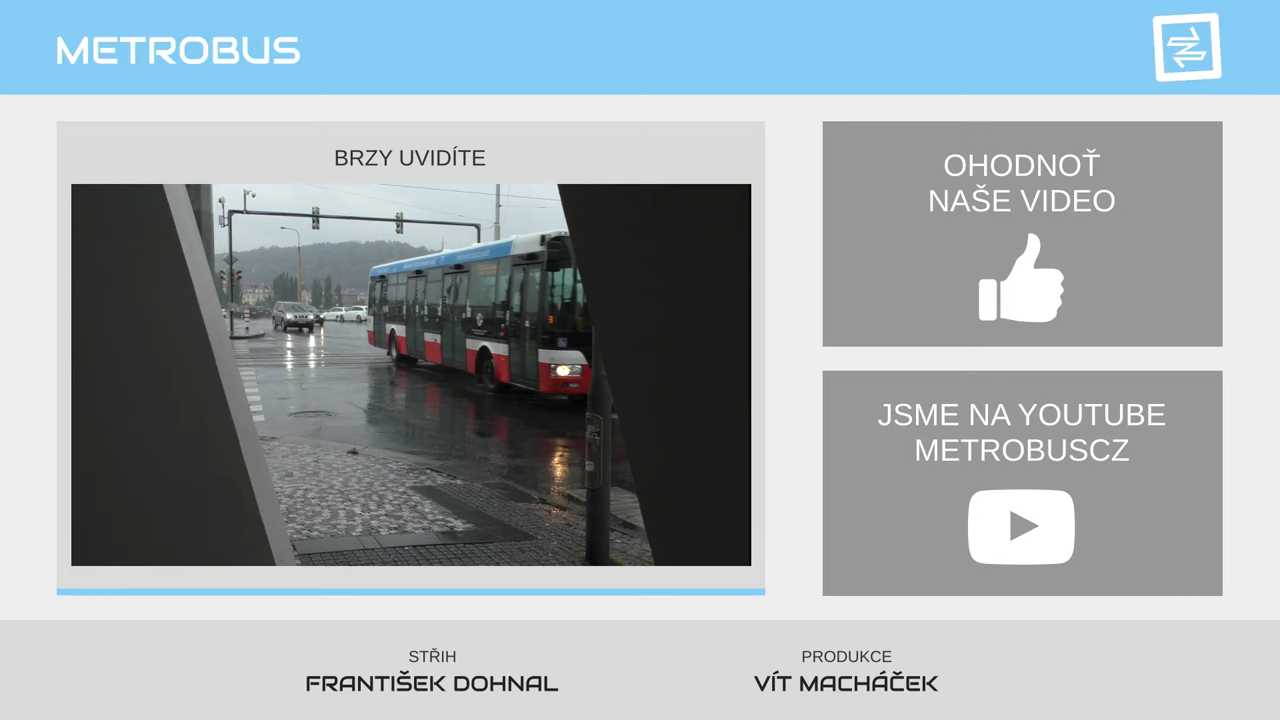 METROBUS
BRZY UVIDÍTE
OHODNOŤ
NAŠE VIDEO
JSME NA YOUTUBE
METROBUSCZ
STŘIH
FRANTIŠEK DOHNAL
PRODUKCE
VÍT MACHÁČEK